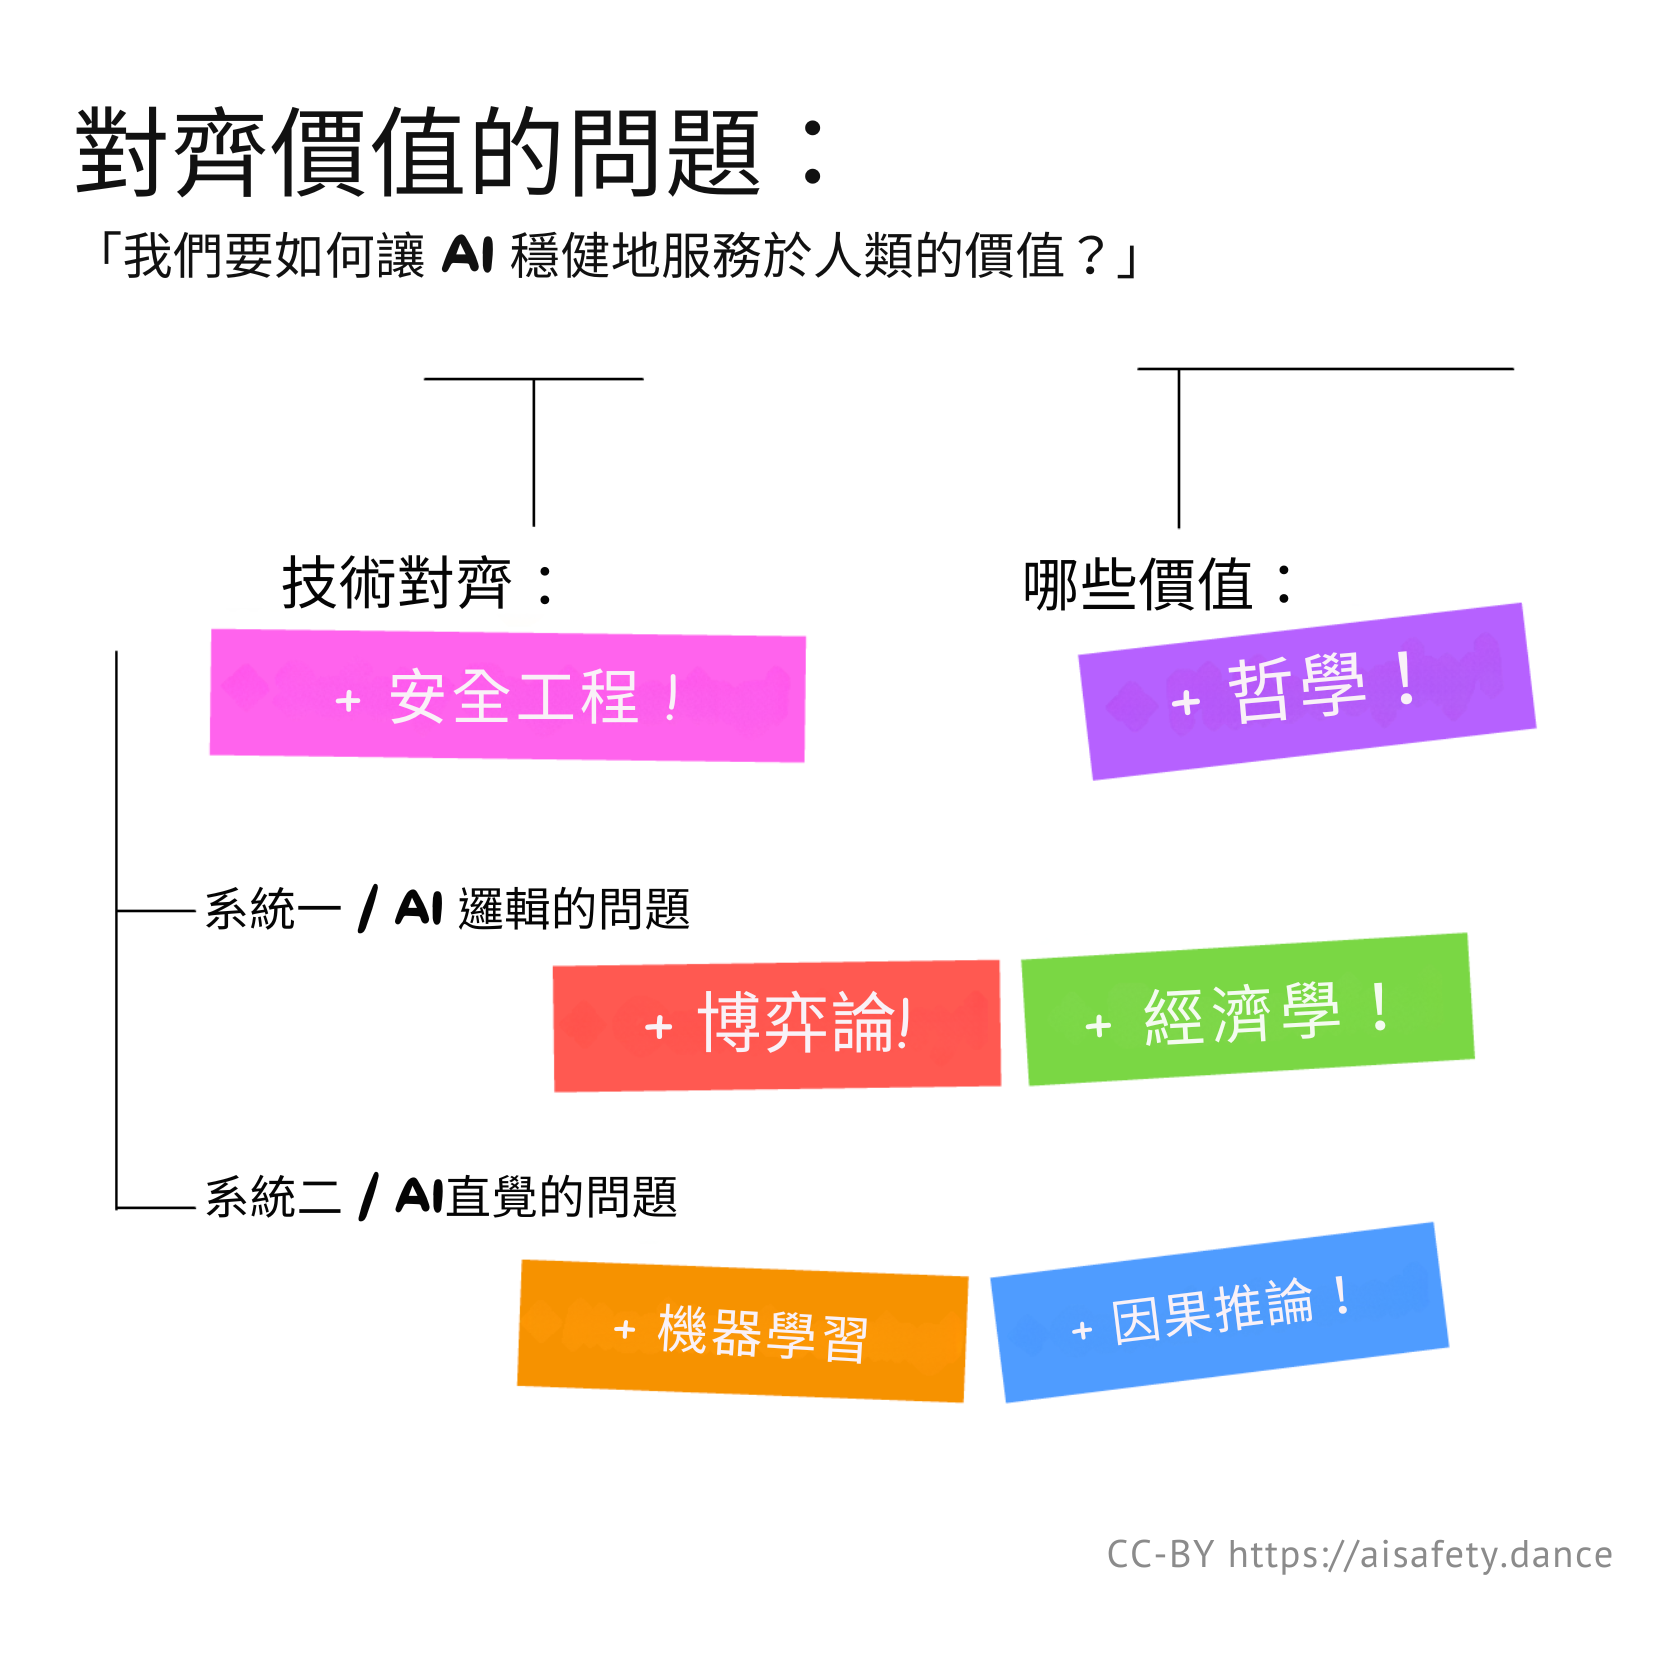 對齊價值的問題：
「我們要如何讓 AI 穩健地服務於人類的價值？」
技術對齊：
+ 安全工程！
哪些價值：
+ 哲學！
系統一 / AI 邏輯的問題
+ 博弈論!
+ 經濟學！
系統二 / AI直覺的問題
+ 機器學習
+ 因果推論！
CC-BY https://aisafety.dance